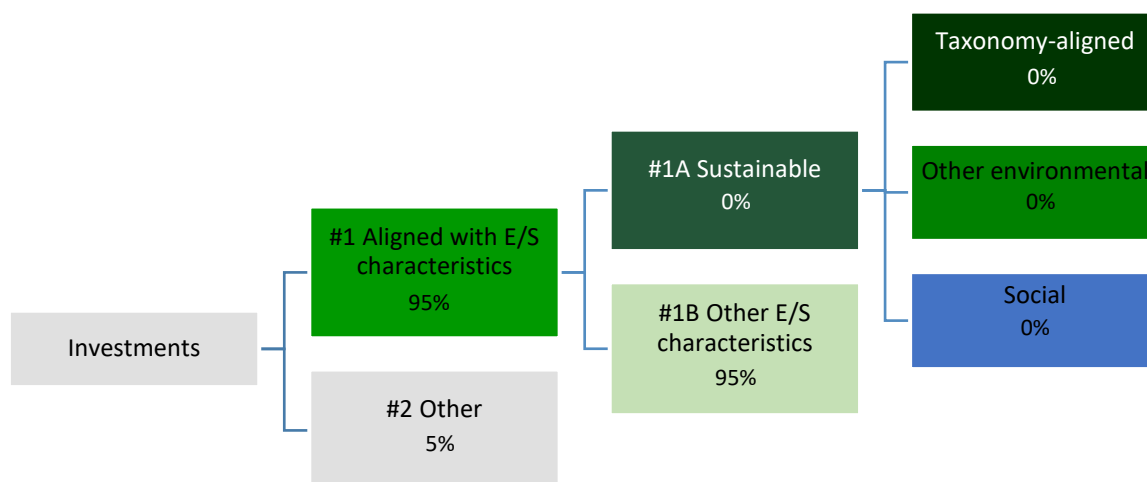 Investments
#1 Aligned with E/S
characteristics
95%
#2 Other
5%
#1A Sustainable
0%
#1B Other E/S
characteristics
95%
Taxonomy-aligned
0%
Other environmental
0%
Social
0%